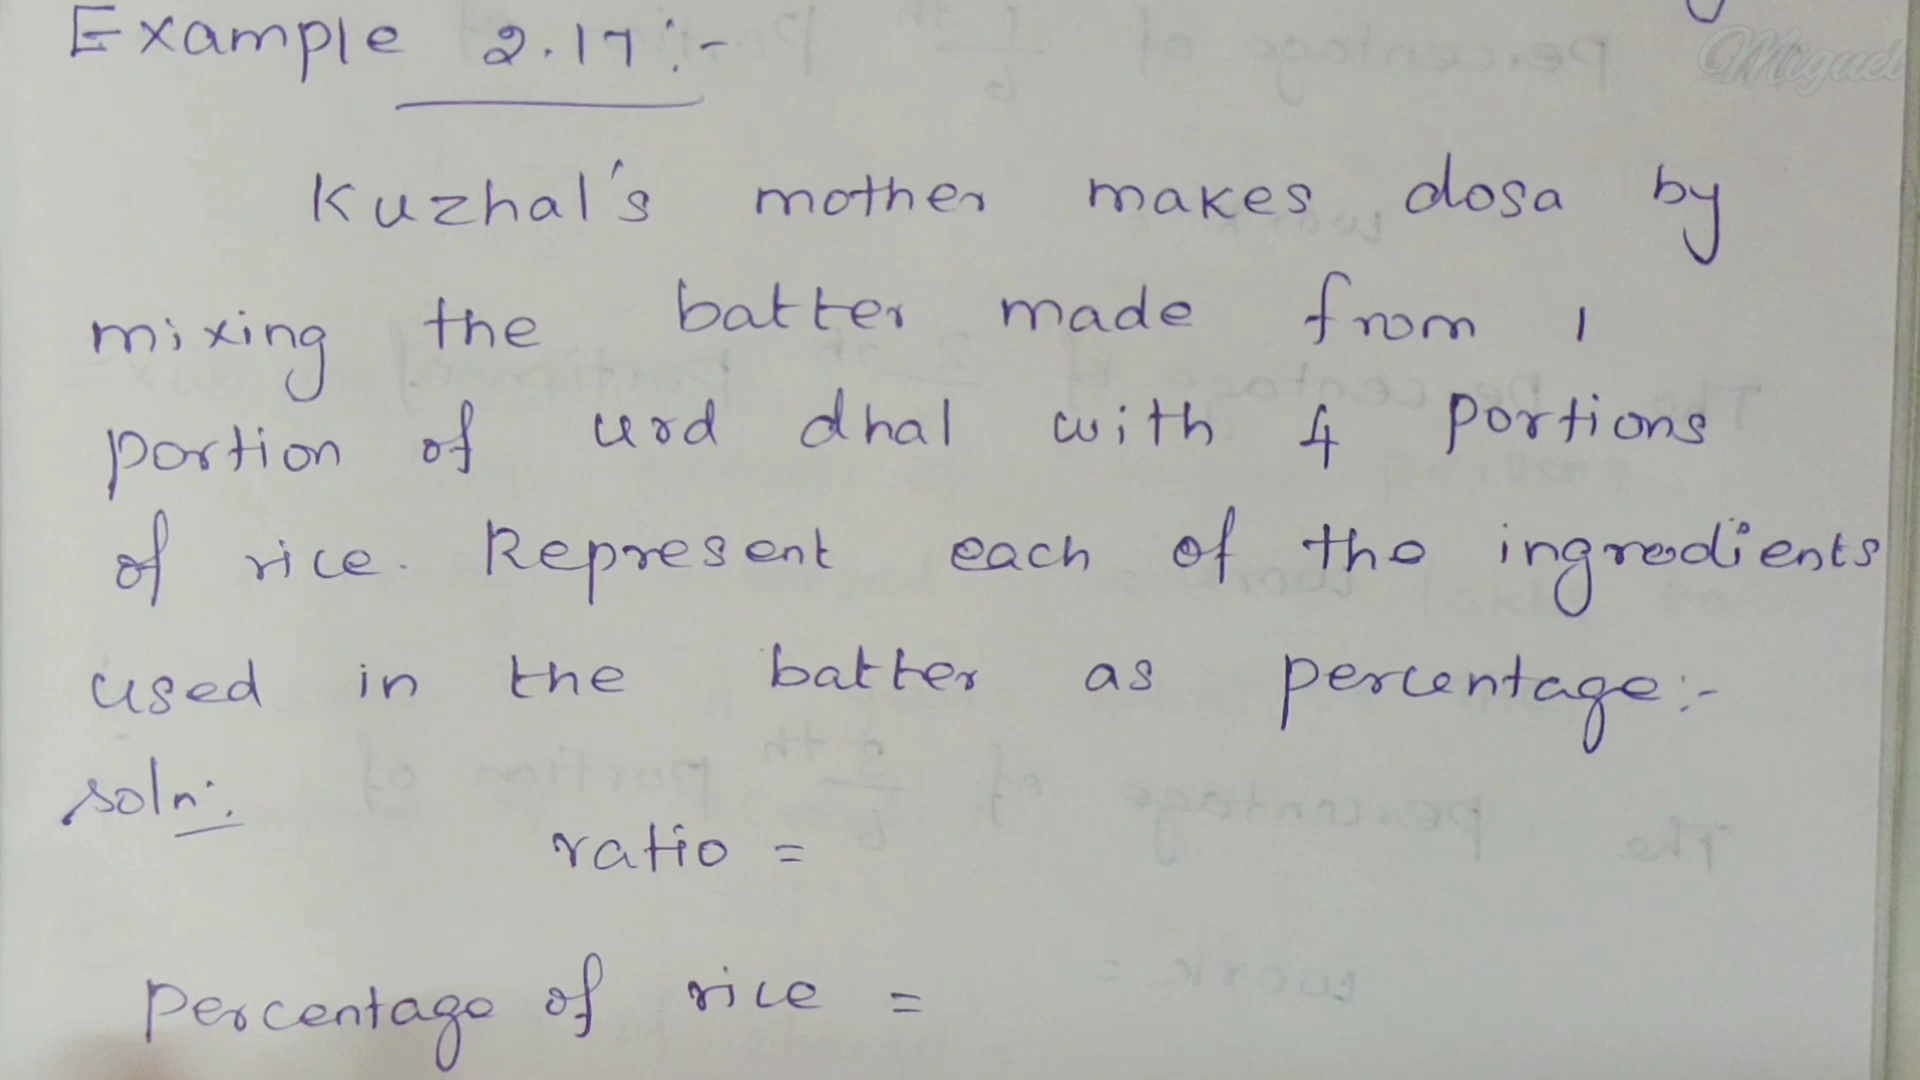 Example 2.17:-
Miguel
Kuzhal's mother makes dosa by
mixing the batter made from 1
portion of urd dhal with 4 portions
of rice. Represent each of the ingredients
used in the batter as percentage:-
soln:
ratio =
percentage of rice =